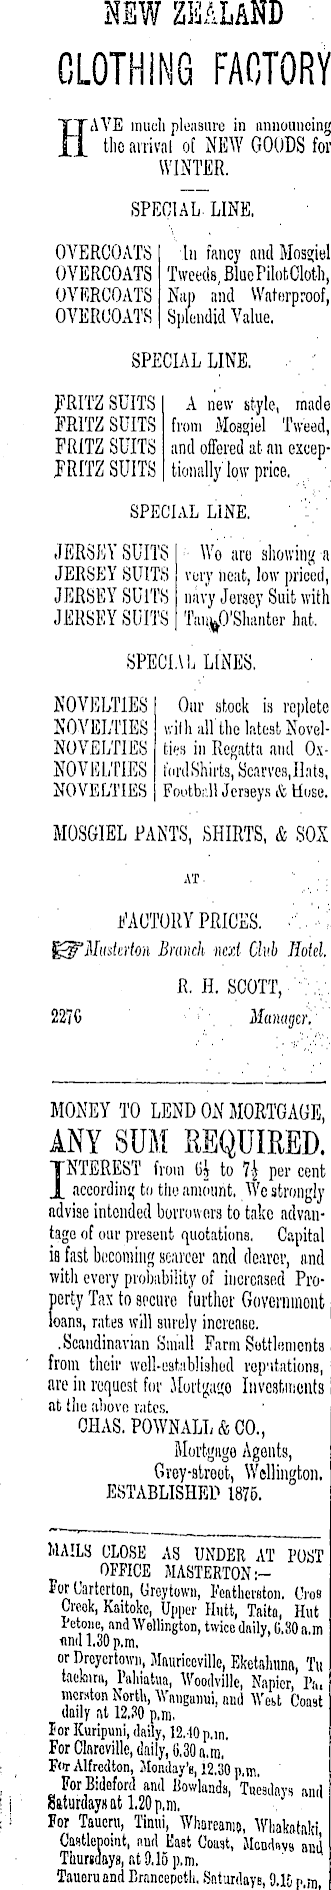 NEW ZEALAND
CLOTHING FACTORY
HAVE much pleasure in announcing
the arrival of NEW GOODS for
WINTER.
SPECIAL LINE.
OVERCOATS | In fancy and Mosgiel
OVERCOATS | Tweeds, Blue Pilot Cloth,
OVERCOATS | Nap and Waterproof,
OVERCOATS | Splendid Value.
SPECIAL LINE.
FRITZ SUITS | A new style, made
FRITZ SUITS | from Mosgiel Tweed,
FRITZ SUITS | and offered at an excep-
FRITZ SUITS | tionally low price.
SPECIAL LINE.
JERSEY SUITS | We are showing a
JERSEY SUITS | very neat, low priced,
JERSEY SUITS | navy Jersey Suit with
JERSEY SUITS | Tam O'Shanter hat.
SPECIAL LINES.
NOVELTIES | Our stock is replete
NOVELTIES | with all the latest Novel-
NOVELTIES | ties in Regatta and Ox-
NOVELTIES | ford Shirts, Scarves, Hats,
NOVELTIES | Football Jerseys & Hose.
MOSGIEL PANTS, SHIRTS, & SOX
AT
FACTORY PRICES.
☞ Masterton Branch next Club Hotel.
R. H. SCOTT,
2276 Manager.
MONEY TO LEND ON MORTGAGE,
ANY SUM REQUIRED.
INTEREST from 6½ to 7½ per cent
according to the amount. We strongly
advise intended borrowers to take advan-
tage of our present quotations. Capital
is fast becoming scarcer and dearer, and
with every probability of increased Pro-
perty Tax to secure further Government
loans, rates will surely increase.
Scandinavian Small Farm Settlements
from their well-established reputations,
are in request for Mortgage Investments
at the above rates.
CHAS. POWNALL & CO.,
Mortgage Agents,
Grey-street, Wellington.
ESTABLISHED 1875.
MAILS CLOSE AS UNDER AT POST
OFFICE MASTERTON:—
For Carterton, Greytown, Featherston. Cros
Creek, Kaitoke, Upper Hutt, Taita, Hut
Petone, and Wellington, twice daily, 6.30 a.m
and 1.30 p.m.
or Dreyertown, Mauriceville, Eketahuna, Tu
taekara, Pahiatua, Woodville, Napier, Pal
merston North, Wanganui, and West Coast
daily at 12.30 p.m.
For Kuripuni, daily, 12.40 p.m.
For Clareville, daily, 6.30 a.m.
For Alfredton, Monday's, 12.30 p.m.
For Bideford and Bowlands, Tuesdays and
Saturdays at 1.20 p.m.
For Taueru, Tinui, Whareama, Whakataki,
Castlepoint, and East Coast, Mondays and
Thursdays, at 9.15 p.m.
Taueru and Brancepeth, Saturdays, 9.15 p.m.